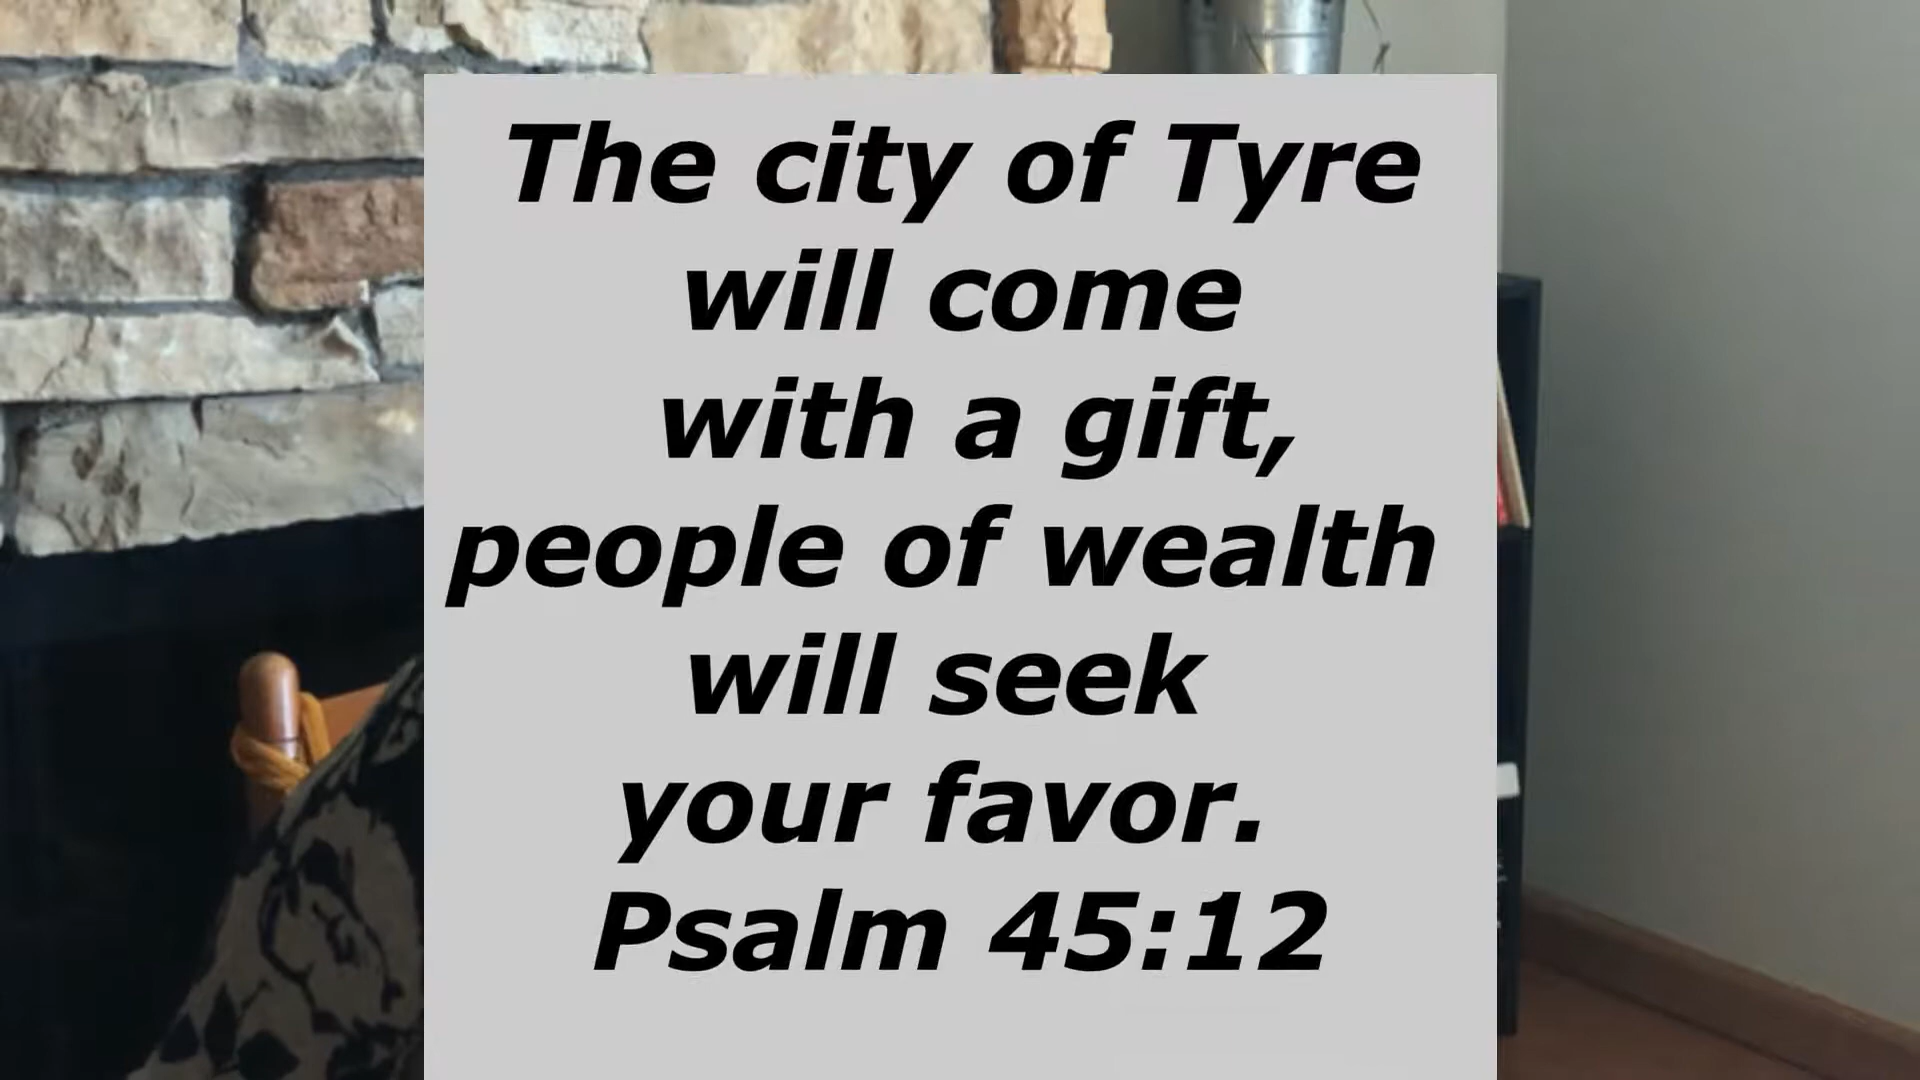 The city of Tyre
will come
with a gift,
people of wealth
will seek
your favor.
Psalm 45:12